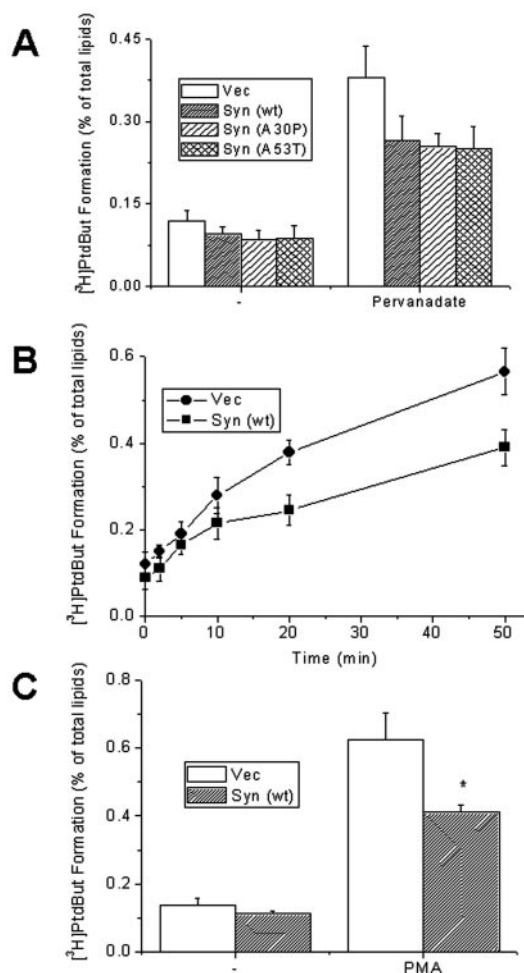 A
[³H]PtdBut Formation (% of total lipids)
0.45
0.30
0.15
0.00
Vec
Syn (wt)
Syn (A30P)
Syn (A53T)
-
Pervanadate
B
[³H]PtdBut Formation (% of total lipids)
0.6
0.4
0.2
0.0
Vec
Syn (wt)
0
10
20
30
40
50
Time (min)
C
[³H]PtdBut Formation (% of total lipids)
0.8
0.6
0.4
0.2
0.0
Vec
Syn (wt)
*
-
PMA